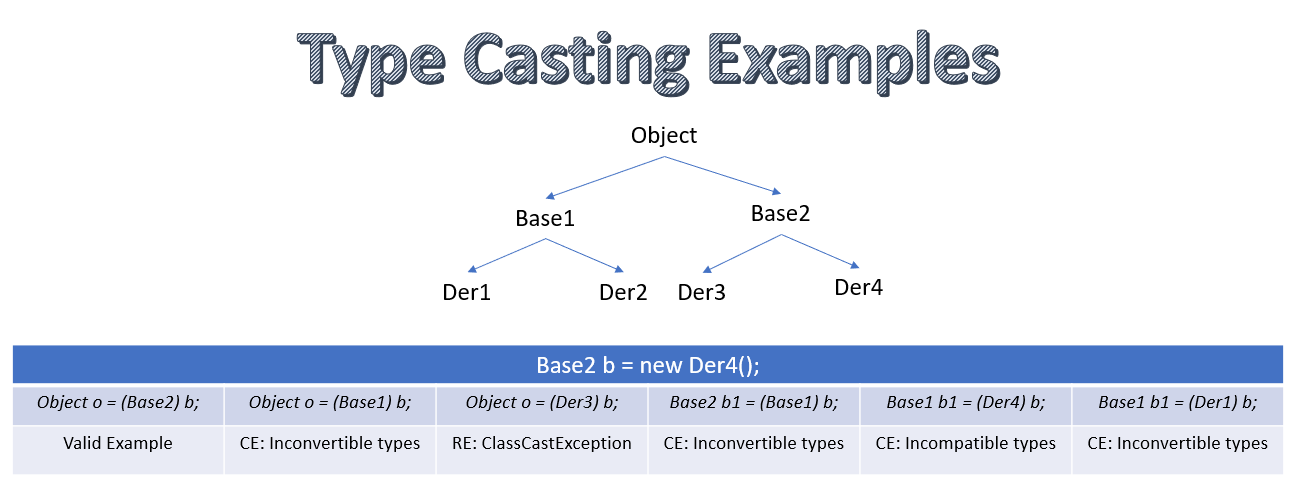 Type Casting Examples
Object
Base1 Base2
Der1 Der2 Der3 Der4
Base2 b = new Der4();
Object o = (Base2) b; Object o = (Base1) b; Object o = (Der3) b; Base2 b1 = (Base1) b; Base1 b1 = (Der4) b; Base1 b1 = (Der1) b;
Valid Example CE: Inconvertible types RE: ClassCastException CE: Inconvertible types CE: Incompatible types CE: Inconvertible types